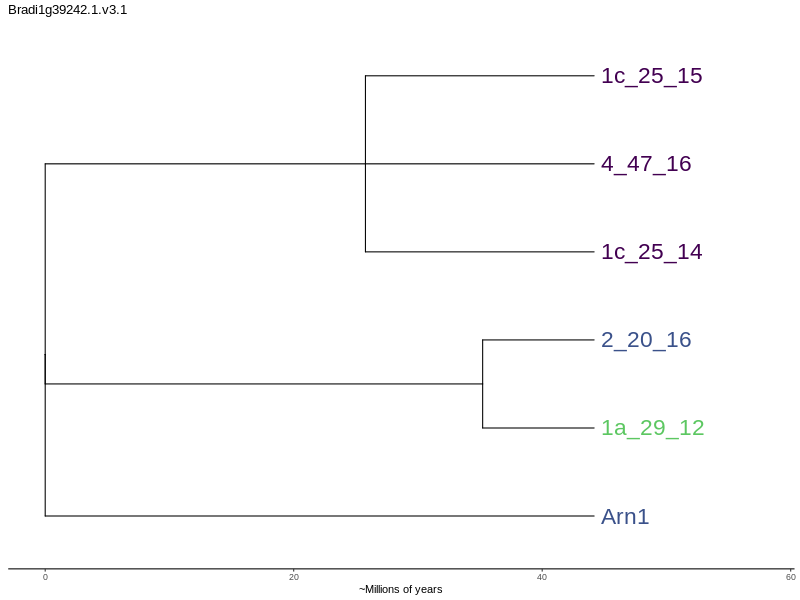 Bradi1g39242.1.v3.1
1c_25_15
4_47_16
1c_25_14
2_20_16
1a_29_12
Arn1
0 20 40 60
~Millions of years